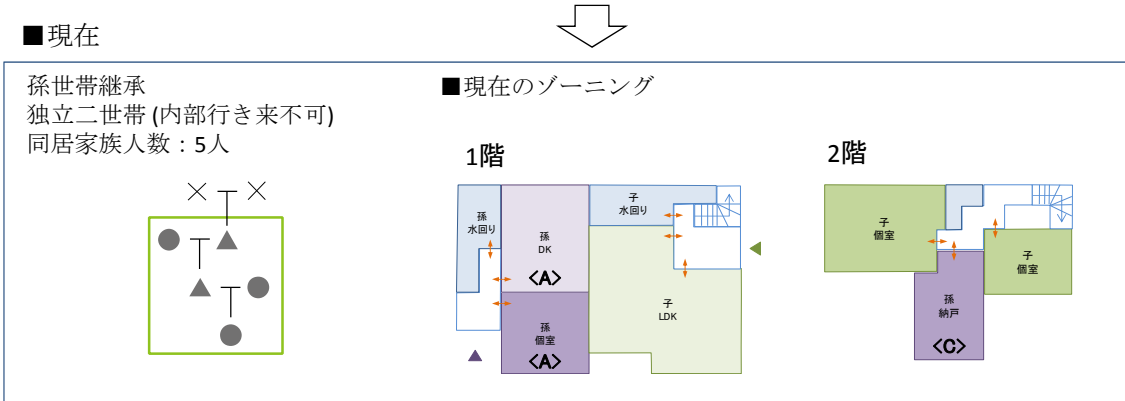 ■現在
孫世帯継承
独立二世帯 (内部行き来不可)
同居家族人数：5人
■現在のゾーニング
1階
孫
水回り
孫
DK
<A>
子
水回り
孫
個室
<A>
子
LDK
2階
子
個室
子
個室
孫
納戸
<C>